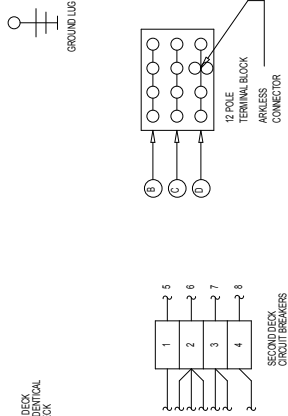 GROUND LUG
B
C
D
12 POLE
TERMINAL BLOCK
ARKLESS
CONNECTOR
DECK
DENTICAL
CK
1
2
3
4
5
6
7
8
SECOND DECK
CIRCUIT BREAKERS